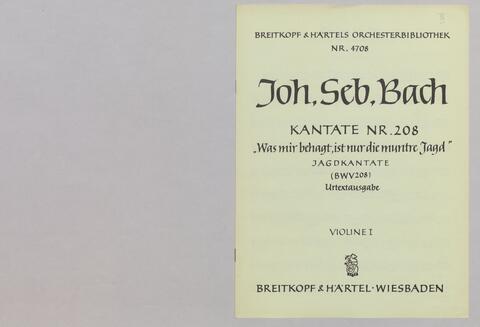 BREITKOPF & HÄRTELS ORCHESTERBIBLIOTHEK
NR. 4708
Joh. Seb. Bach
KANTATE NR. 208
„Was mir behagt, ist nur die muntre Jagd"
JAGDKANTATE
(BWV 208)
Urtextausgabe
VIOLINE I
BREITKOPF & HÄRTEL · WIESBADEN